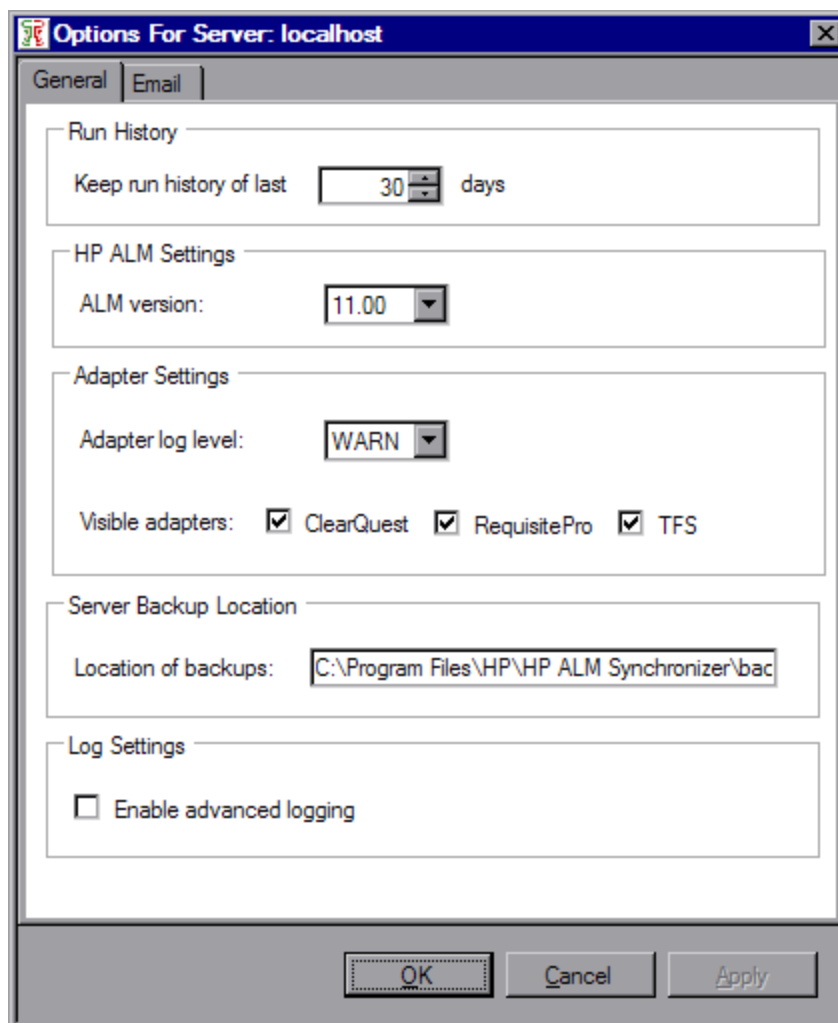 Options For Server: localhost
General Email
Run History
Keep run history of last 30 days
HP ALM Settings
ALM version: 11.00
Adapter Settings
Adapter log level: WARN
Visible adapters: ClearQuest RequisitePro TFS
Server Backup Location
Location of backups: C:\Program Files\HP\HP ALM Synchronizer\bac
Log Settings
Enable advanced logging
OK Cancel Apply